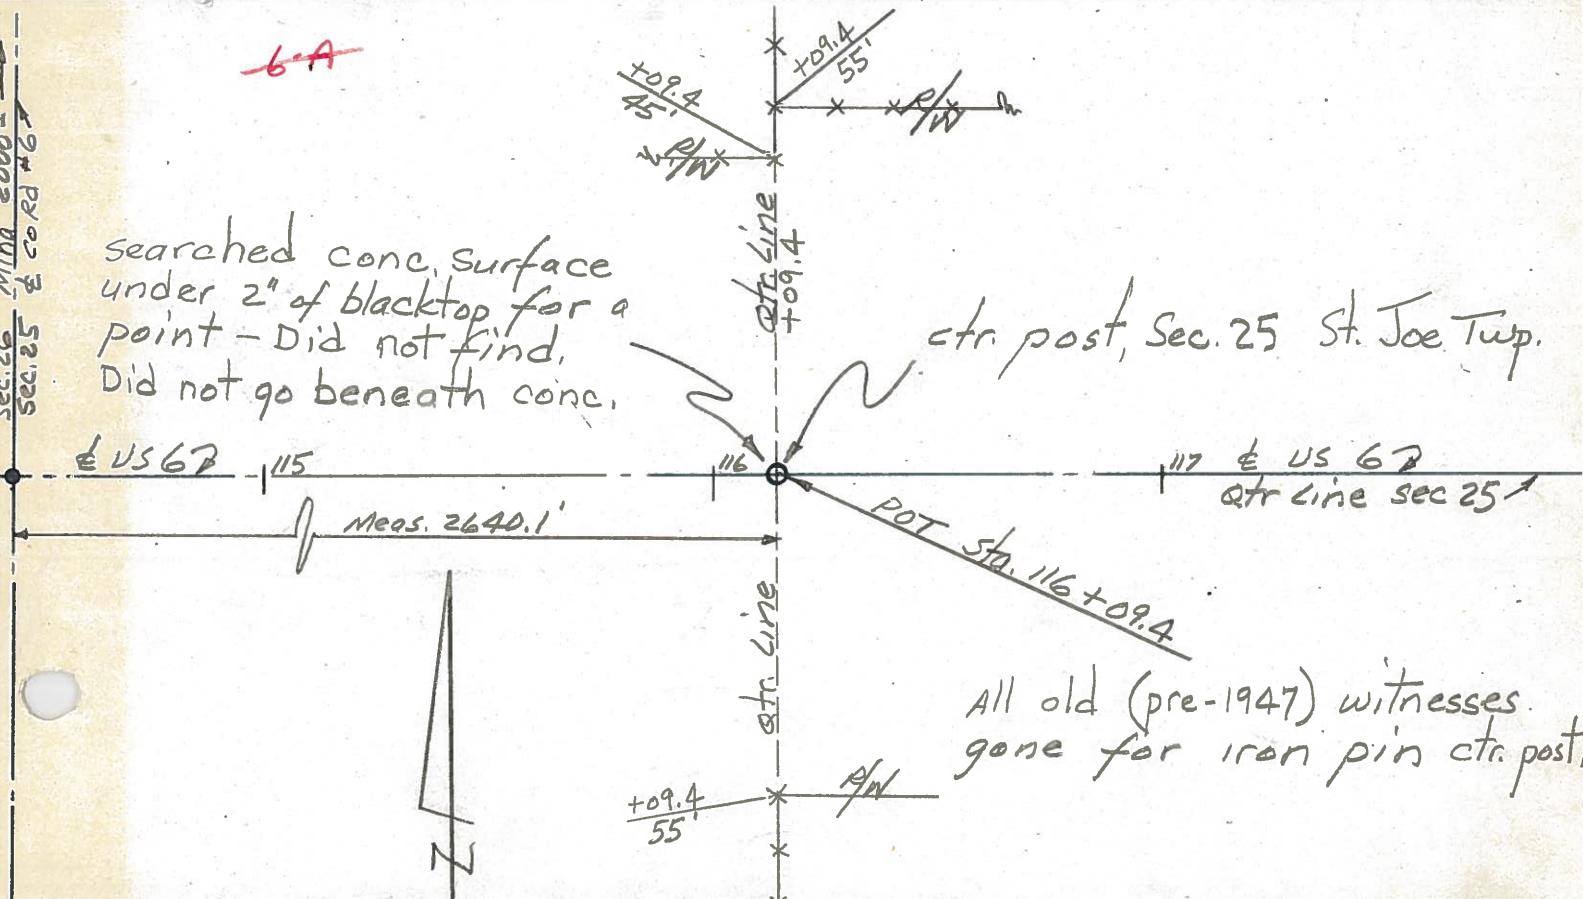 6-A
+09.4
45'
R/W
+09.4
55'
R/W
Qtr. Line
+09.4
searched conc. surface
under 2" of blacktop for a
point – Did not find.
Did not go beneath conc.
ctr. post, Sec. 25 St. Joe Twp.
Sec. 26
Sec. 25 ℄ Co Rd #6
℄ US 6
115
116
117
℄ US 6
Qtr Line Sec 25
Meas. 2640.1'
POT Sta. 116+09.4
Qtr. Line
All old (pre-1947) witnesses
gone for iron pin ctr. post.
+09.4
55'
R/W
N